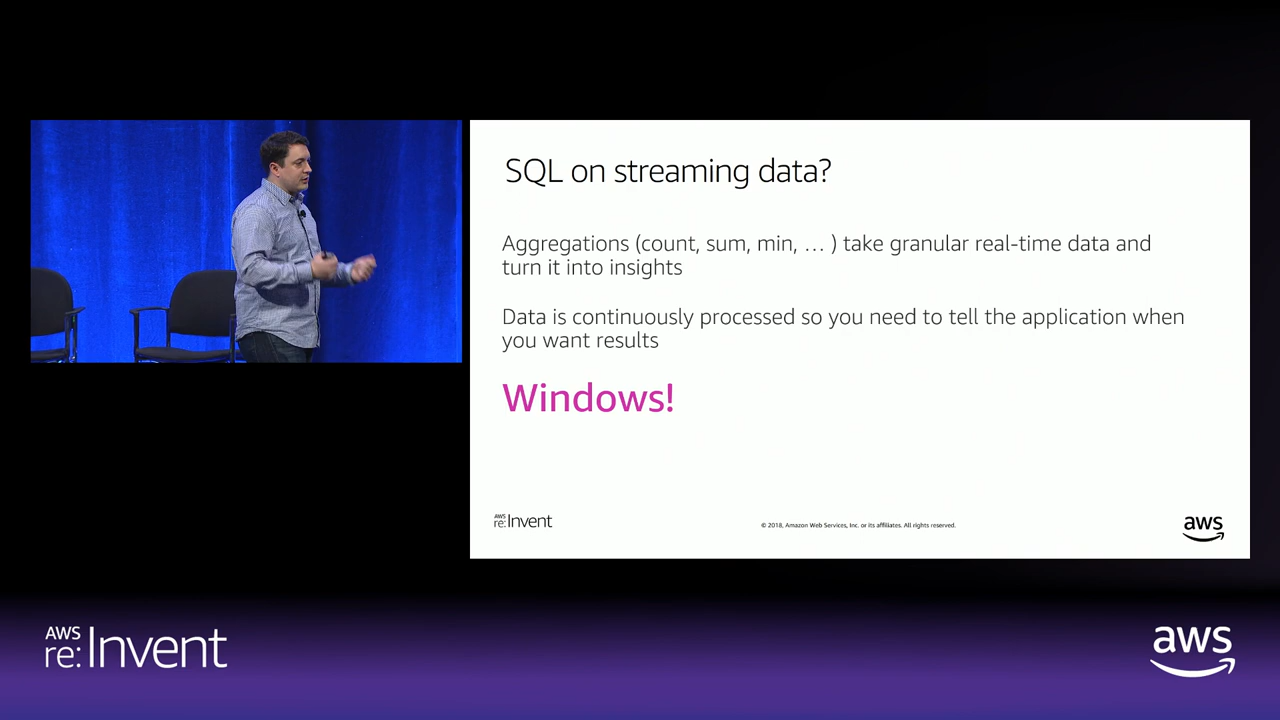 SQL on streaming data?
Aggregations (count, sum, min, … ) take granular real-time data and
turn it into insights
Data is continuously processed so you need to tell the application when
you want results
Windows!
AWS
re:Invent
© 2018, Amazon Web Services, Inc. or its affiliates. All rights reserved.
aws
AWS
re:Invent
aws